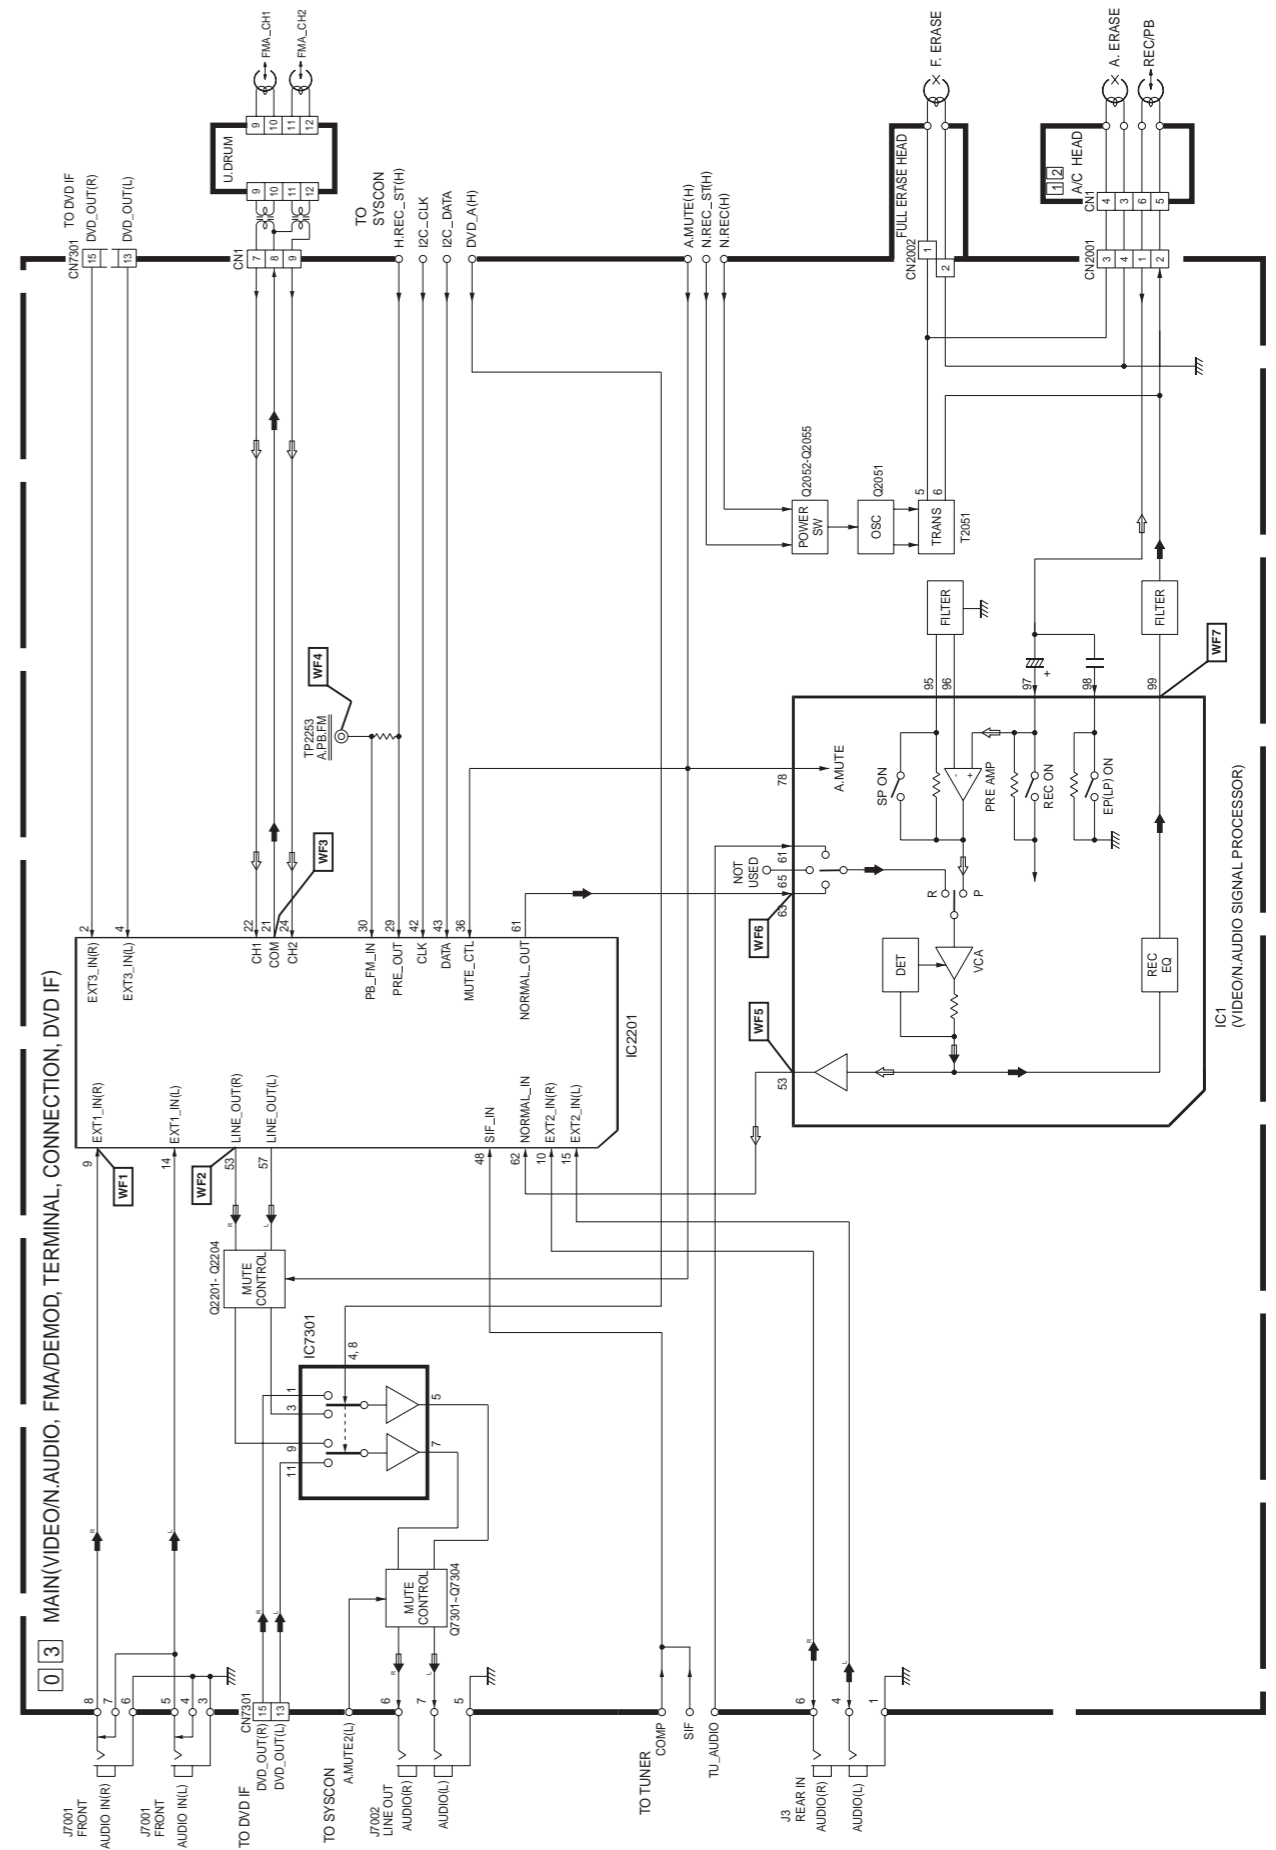 0 3 MAIN(VIDEO/N.AUDIO, FMA/DEMOD, TERMINAL, CONNECTION, DVD IF)
J7001
FRONT
AUDIO IN(R)
8
7
6
J7001
FRONT
AUDIO IN(L)
5
4
3
TO DVD IF
CN7301
DVD_OUT(R)
15
DVD_OUT(L)
13
TO SYSCON
A.MUTE2(L)
J7002
LINE OUT
AUDIO(R)
6
AUDIO(L)
7
5
TO TUNER
COMP
SIF
TU_AUDIO
J3
REAR IN
AUDIO(R)
6
AUDIO(L)
4
1
R
L
R
L
R
L
R
L
MUTE
CONTROL
Q7301~Q7304
IC7301
1
3
9
11
4, 8
5
7
Q2201- Q2204
MUTE
CONTROL
R
L
9
EXT1_IN(R)
WF1
14
EXT1_IN(L)
WF2
53
LINE_OUT(R)
57
LINE_OUT(L)
48
SIF_IN
62
NORMAL_IN
10
EXT2_IN(R)
15
EXT2_IN(L)
IC2201
2
EXT3_IN(R)
4
EXT3_IN(L)
22
CH1
21
COM
24
CH2
30
PB_FM_IN
29
PRE_OUT
42
CLK
43
DATA
36
MUTE_CTL
61
NORMAL_OUT
WF3
WF4
TP2253
A.PB.FM
WF5
53
WF6
63
65
61
NOT
USED
78
A.MUTE
R
P
DET
VCA
SP ON
PRE AMP
-
+
REC ON
EP(LP) ON
REC
EQ
95
96
97
98
99
+
WF7
FILTER
FILTER
IC1
(VIDEO/N.AUDIO SIGNAL PROCESSOR)
POWER
SW
Q2052-Q2055
OSC
Q2051
TRANS
T2051
5
6
CN7301
TO DVD IF
15
DVD_OUT(R)
13
DVD_OUT(L)
CN1
7
8
9
U.DRUM
9
10
11
12
9
10
11
12
FMA_CH1
FMA_CH2
TO
SYSCON
H.REC_ST(H)
I2C_CLK
I2C_DATA
DVD_A(H)
A.MUTE(H)
N.REC_ST(H)
N.REC(H)
CN2002
1
2
FULL ERASE HEAD
F. ERASE
CN2001
3
4
1
2
CN1
4
3
6
5
1 2
A/C HEAD
A. ERASE
REC/PB